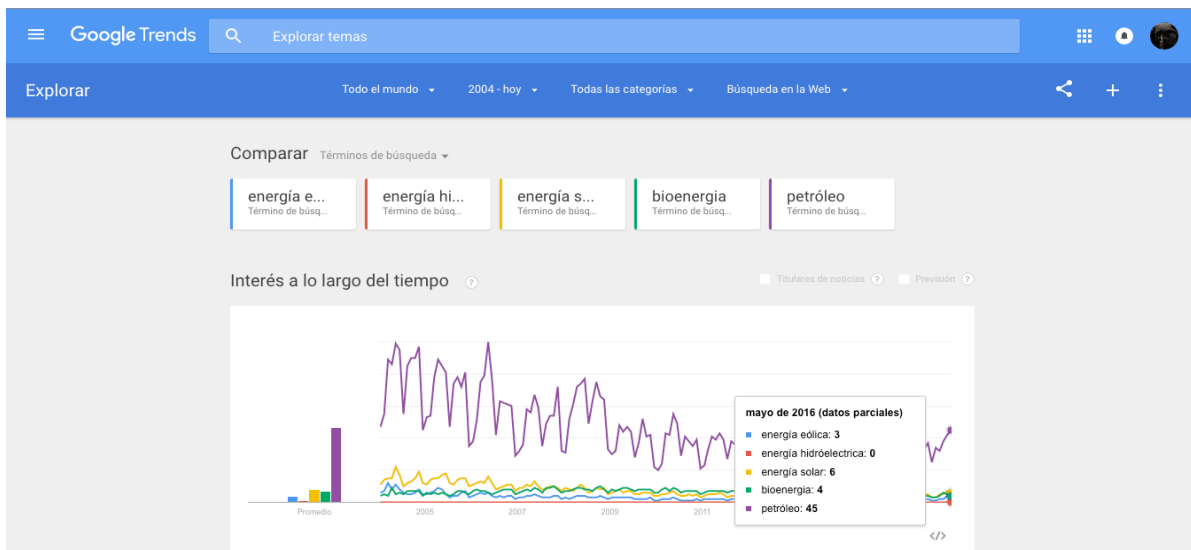 Google Trends
Explorar temas
Explorar
Todo el mundo
2004 - hoy
Todas las categorías
Búsqueda en la Web
Comparar Términos de búsqueda
energía e...
Término de búsq...
energía hi...
Término de búsq...
energía s...
Término de búsq...
bioenergia
Término de búsq...
petróleo
Término de búsq...
Interés a lo largo del tiempo ?
Titulares de noticias ?
Previsión ?
mayo de 2016 (datos parciales)
energía eólica: 3
energía hidróelectrica: 0
energía solar: 6
bioenergia: 4
petróleo: 45
Promedio
2005
2007
2009
2011
</>